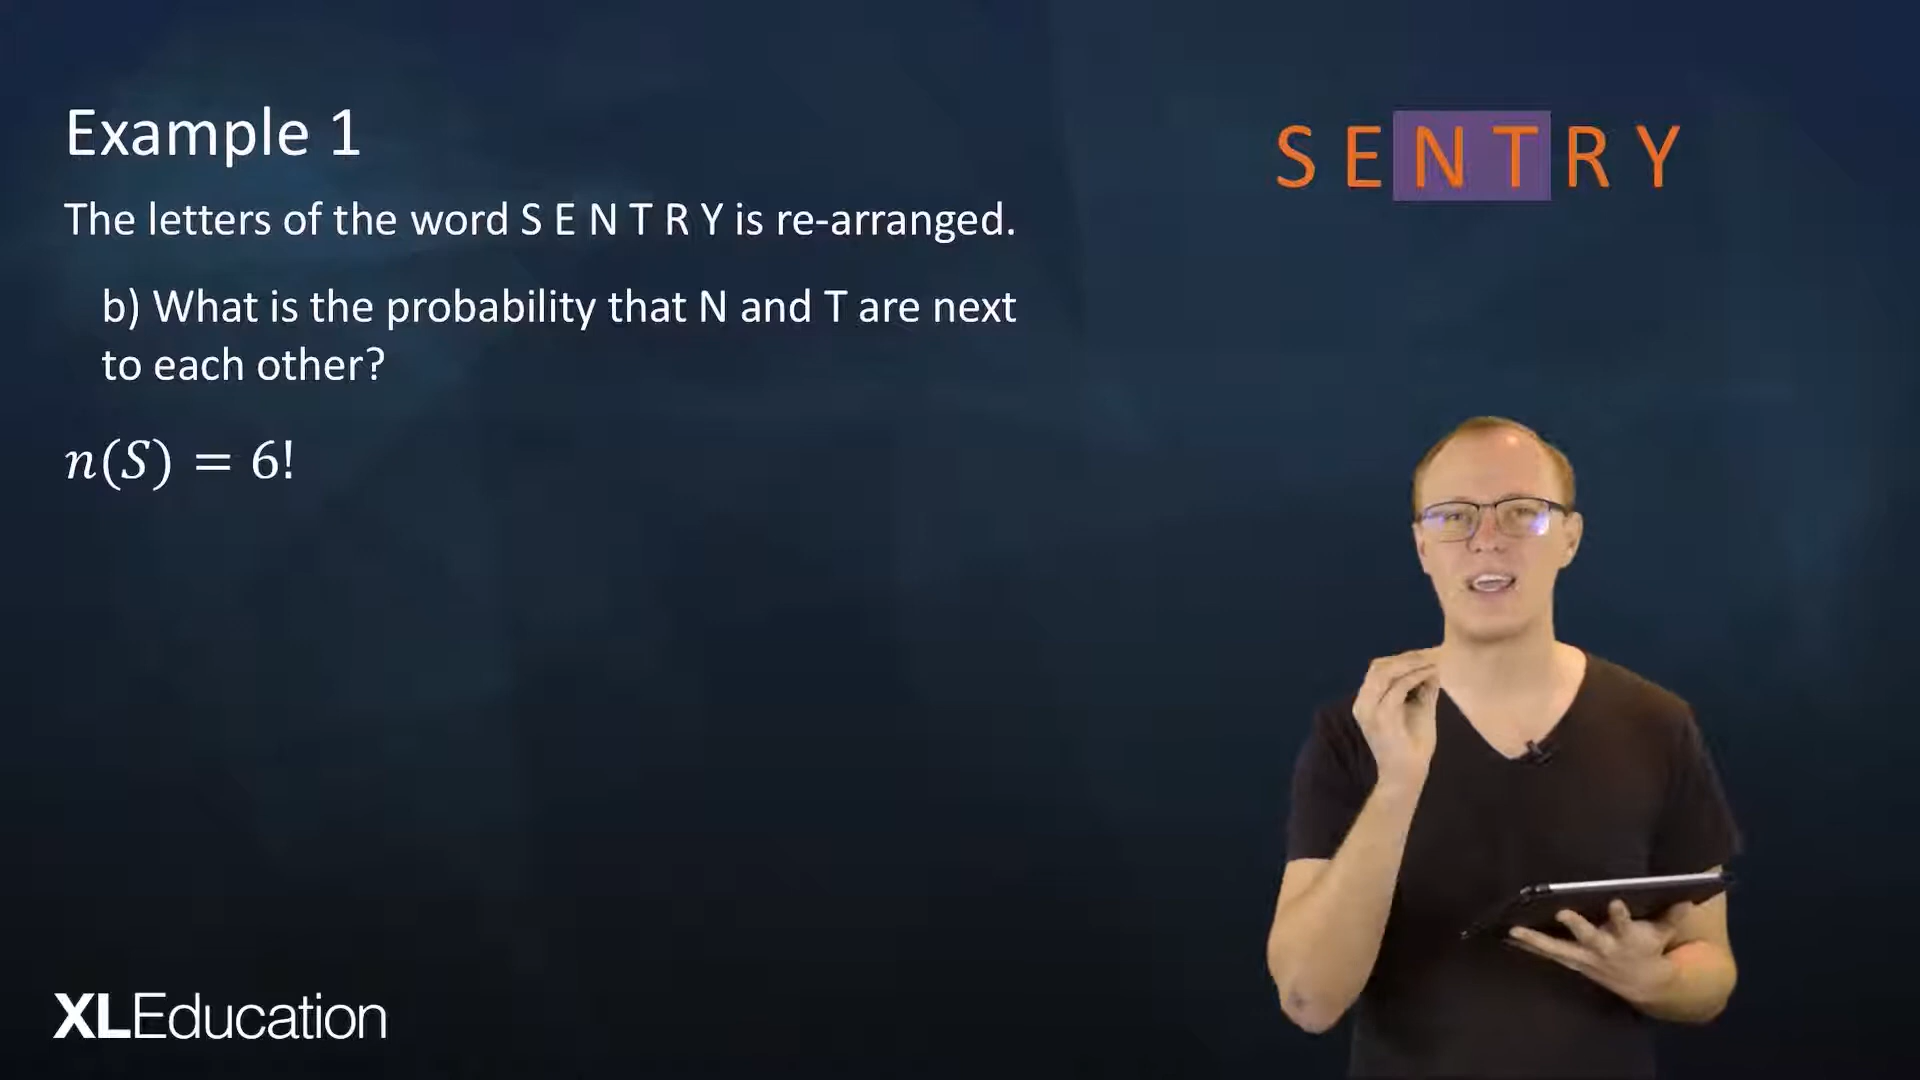 Example 1
S E N T R Y
The letters of the word S E N T R Y is re-arranged.
b) What is the probability that N and T are next
to each other?
n(S) = 6!
XLEducation